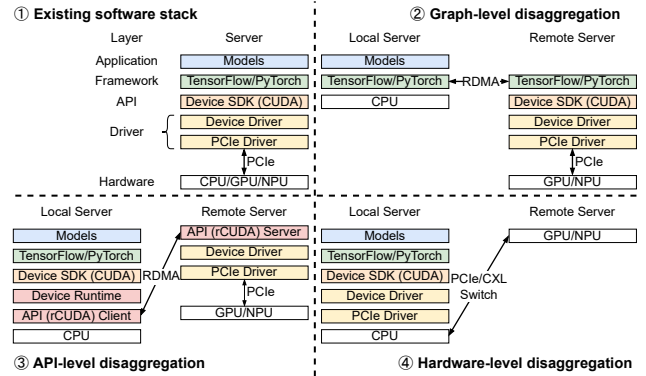 ① Existing software stack
Layer
Server
Application
Models
Framework
TensorFlow/PyTorch
API
Device SDK (CUDA)
Driver
Device Driver
PCIe Driver
PCIe
Hardware
CPU/GPU/NPU
② Graph-level disaggregation
Local Server
Remote Server
Models
TensorFlow/PyTorch
RDMA
TensorFlow/PyTorch
CPU
Device SDK (CUDA)
Device Driver
PCIe Driver
PCIe
GPU/NPU
Local Server
Remote Server
Models
API (rCUDA) Server
TensorFlow/PyTorch
Device Driver
Device SDK (CUDA)
RDMA
PCIe Driver
Device Runtime
PCIe
API (rCUDA) Client
GPU/NPU
CPU
③ API-level disaggregation
Local Server
Remote Server
Models
GPU/NPU
TensorFlow/PyTorch
Device SDK (CUDA)
PCIe/CXL
Switch
Device Driver
PCIe Driver
CPU
④ Hardware-level disaggregation